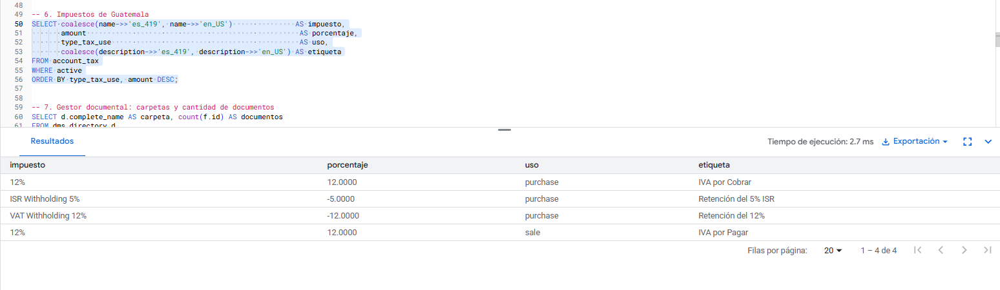 48
49 -- 6. Impuestos de Guatemala
50 SELECT coalesce(name->>'es_419', name->>'en_US') AS impuesto,
51 amount AS porcentaje,
52 type_tax_use AS uso,
53 coalesce(description->>'es_419', description->>'en_US') AS etiqueta
54 FROM account_tax
55 WHERE active
56 ORDER BY type_tax_use, amount DESC;
57
58
59 -- 7. Gestor documental: carpetas y cantidad de documentos
60 SELECT d.complete_name AS carpeta, count(f.id) AS documentos
61 FROM dms_directory d
Resultados Tiempo de ejecución: 2.7 ms Exportación
impuesto porcentaje uso etiqueta
12% 12.0000 purchase IVA por Cobrar
ISR Withholding 5% -5.0000 purchase Retención del 5% ISR
VAT Withholding 12% -12.0000 purchase Retención del 12%
12% 12.0000 sale IVA por Pagar
Filas por página: 20 1 – 4 de 4